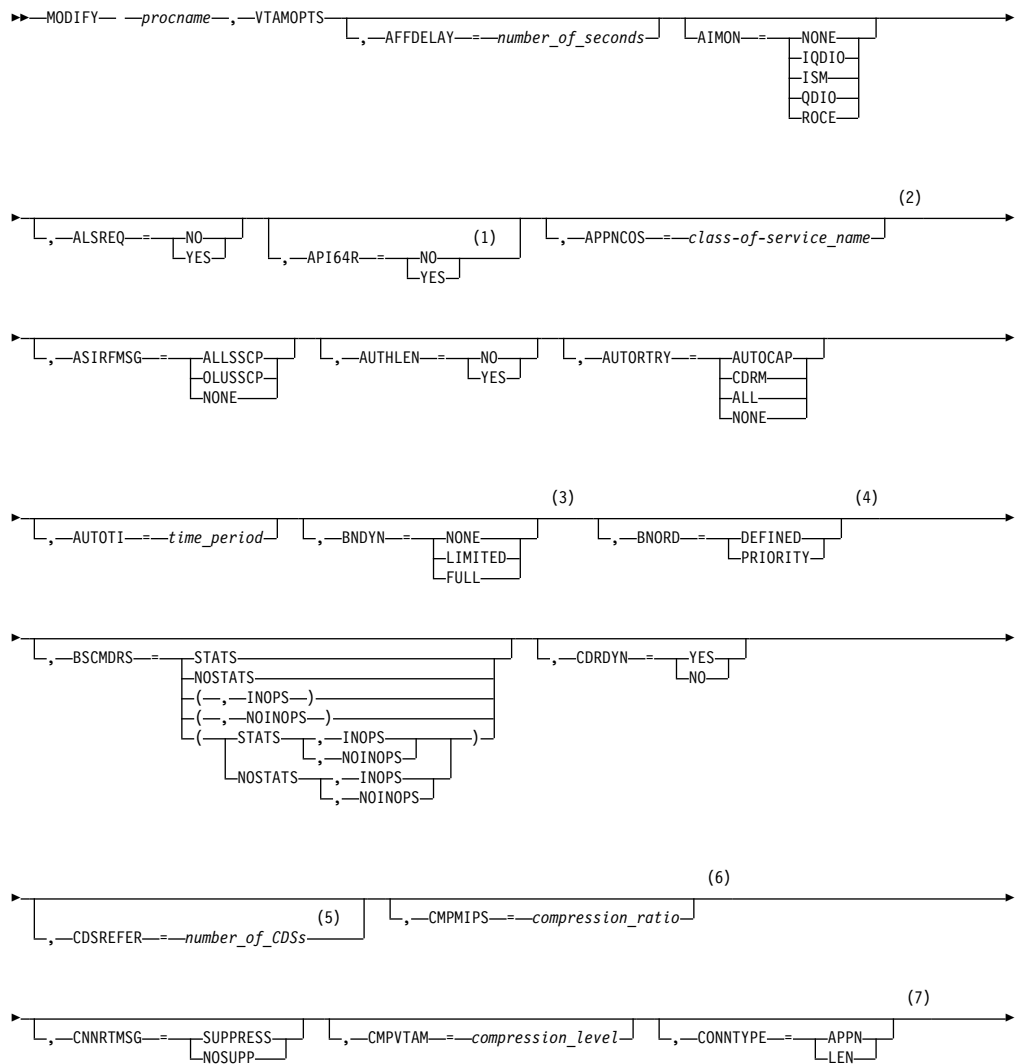 MODIFY procname , VTAMOPTS , AFFDELAY = number_of_seconds AIMON = NONE
IQDIO
ISM
QDIO
ROCE
(2)
, ALSREQ = NO
YES
(1)
, API64R = NO
YES
, APPNCOS = class-of-service_name
, ASIRFMSG = ALLSSCP
OLUSSCP
NONE
, AUTHLEN = NO
YES
, AUTORTRY = AUTOCAP
CDRM
ALL
NONE
(3) (4)
, AUTOTI = time_period , BNDYN = NONE
LIMITED
FULL
, BNORD = DEFINED
PRIORITY
, BSCMDRS = STATS
NOSTATS
( , INOPS )
( , NOINOPS )
( STATS , INOPS )
, NOINOPS
NOSTATS , INOPS
, NOINOPS
, CDRDYN = YES
NO
(6)
(5)
, CDSREFER = number_of_CDSs , CMPMIPS = compression_ratio
(7)
, CNNRTMSG = SUPPRESS
NOSUPP
, CMPVTAM = compression_level , CONNTYPE = APPN
LEN